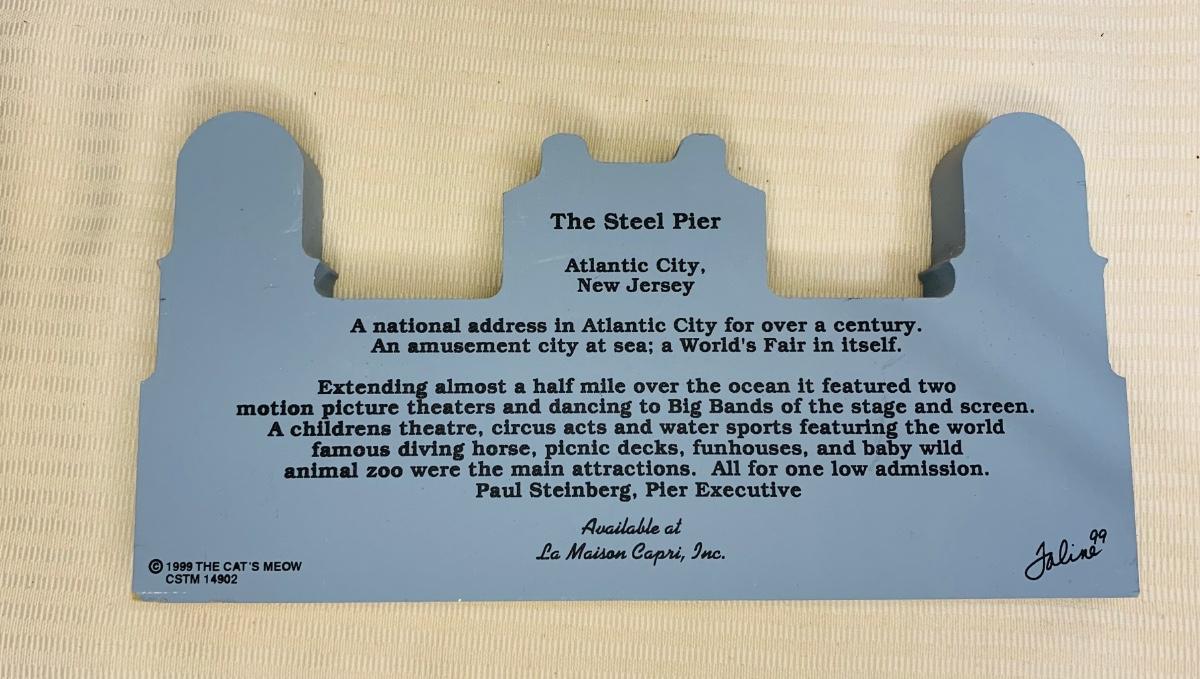 The Steel Pier
Atlantic City,
New Jersey
A national address in Atlantic City for over a century.
An amusement city at sea; a World's Fair in itself.
Extending almost a half mile over the ocean it featured two
motion picture theaters and dancing to Big Bands of the stage and screen.
A childrens theatre, circus acts and water sports featuring the world
famous diving horse, picnic decks, funhouses, and baby wild
animal zoo were the main attractions. All for one low admission.
Paul Steinberg, Pier Executive
Available at
La Maison Capri, Inc.
© 1999 THE CAT'S MEOW
CSTM 14902
Faline 99